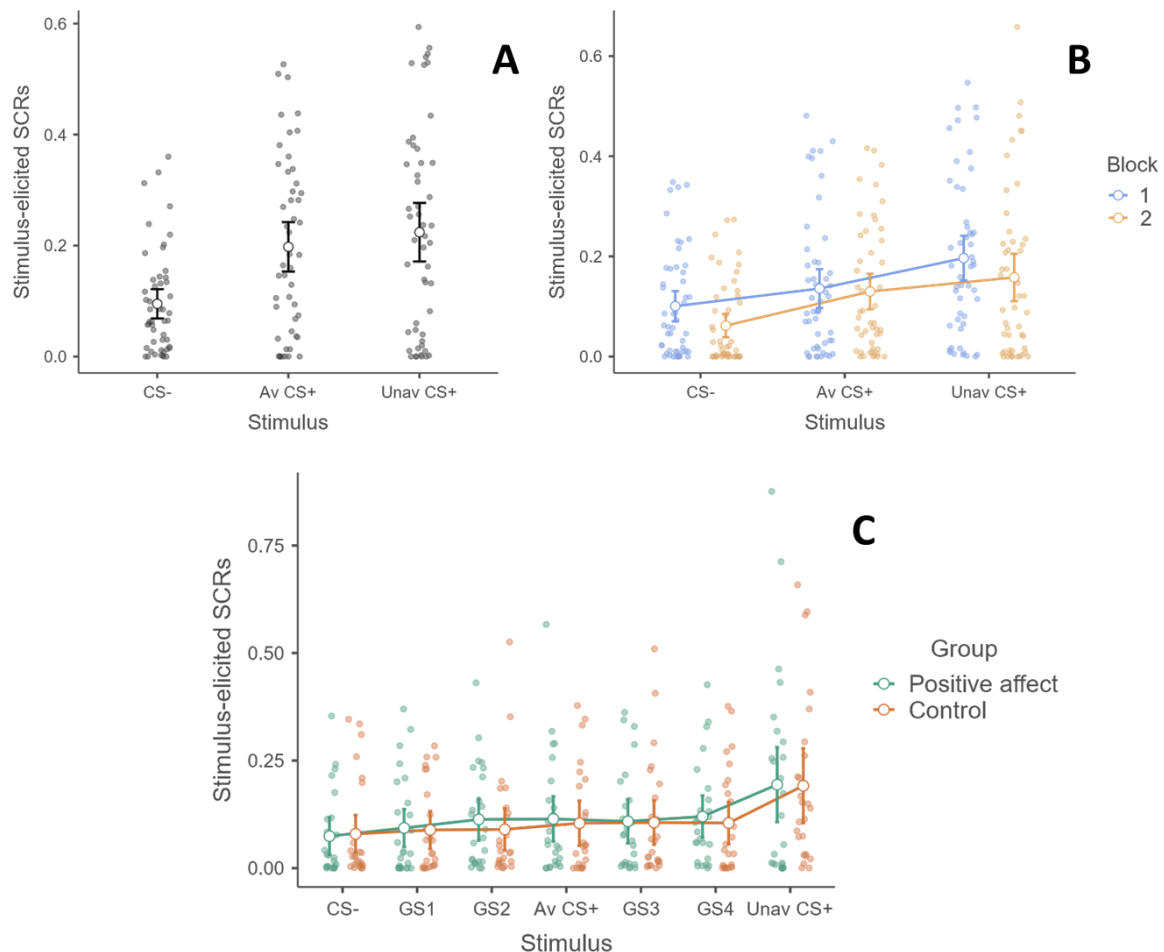 A
0.6
0.4
0.2
0.0
Stimulus-elicited SCRs
CS-
Av CS+
Unav CS+
Stimulus
B
0.6
0.4
0.2
0.0
Stimulus-elicited SCRs
CS-
Av CS+
Unav CS+
Stimulus
Block
1
2
C
0.75
0.50
0.25
0.00
Stimulus-elicited SCRs
CS-
GS1
GS2
Av CS+
GS3
GS4
Unav CS+
Stimulus
Group
Positive affect
Control